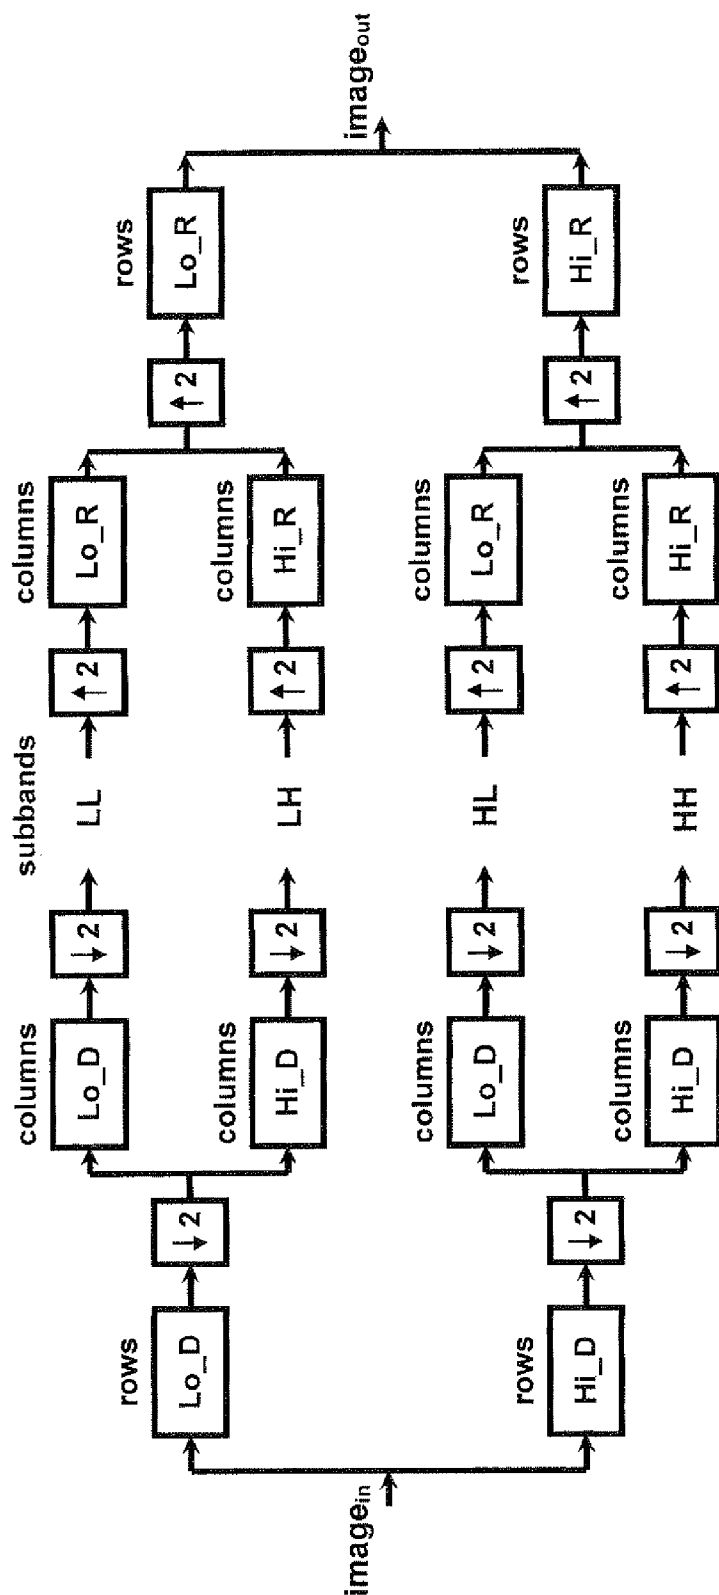 image_in
rows
Lo_D
↓2
columns
Lo_D
↓2
subbands
LL
↑2
columns
Lo_R
↑2
rows
Lo_R
image_out
columns
Hi_D
↓2
LH
↑2
columns
Hi_R
rows
Hi_D
↓2
columns
Lo_D
↓2
HL
↑2
columns
Lo_R
↑2
rows
Hi_R
columns
Hi_D
↓2
HH
↑2
columns
Hi_R